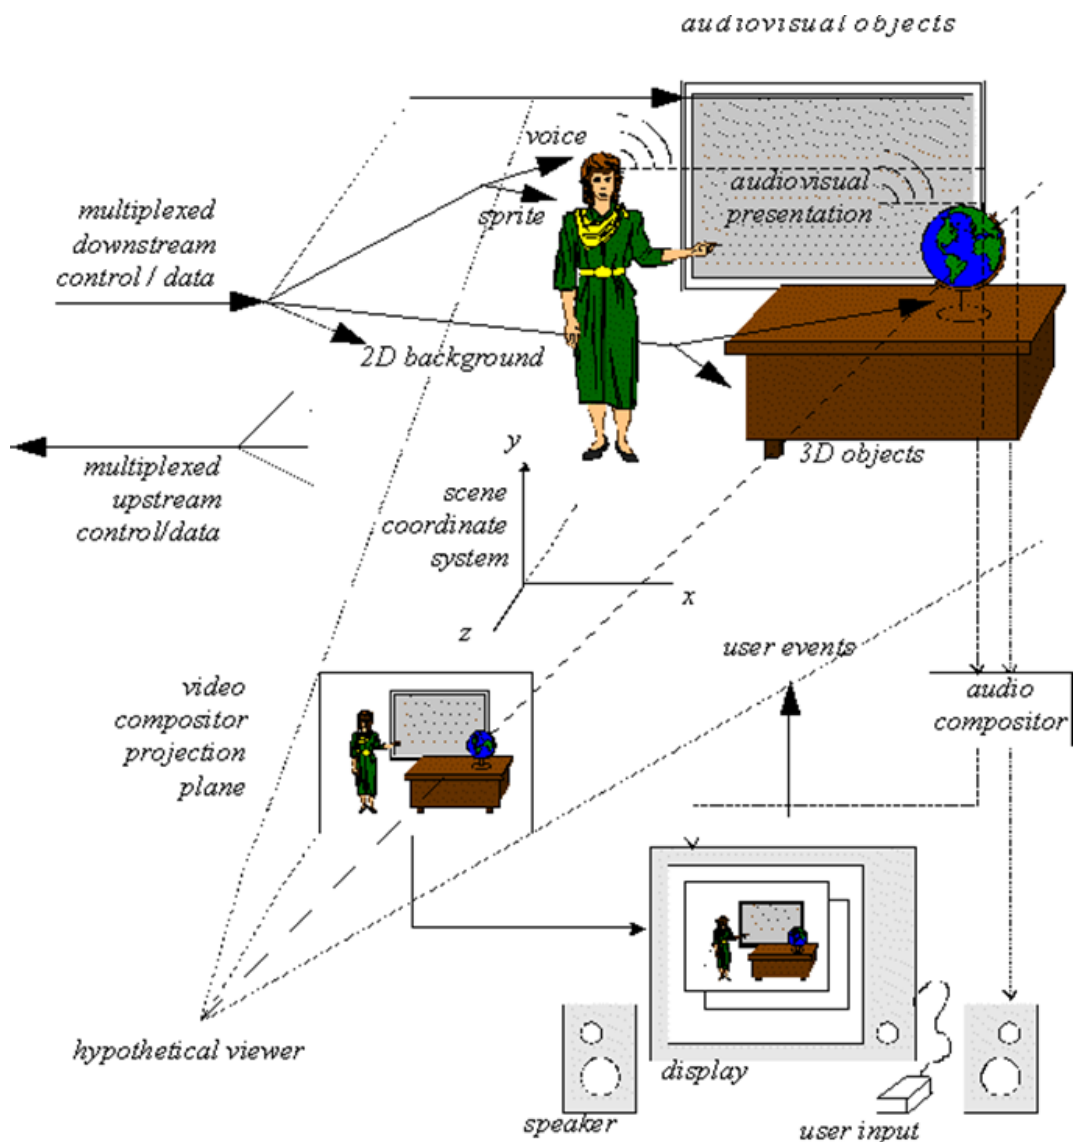 audiovisual objects
voice
sprite
audiovisual
presentation
multiplexed
downstream
control / data
2D background
3D objects
multiplexed
upstream
control/data
y
scene
coordinate
system
x
z
user events
video
compositor
projection
plane
audio
compositor
hypothetical viewer
display
speaker
user input